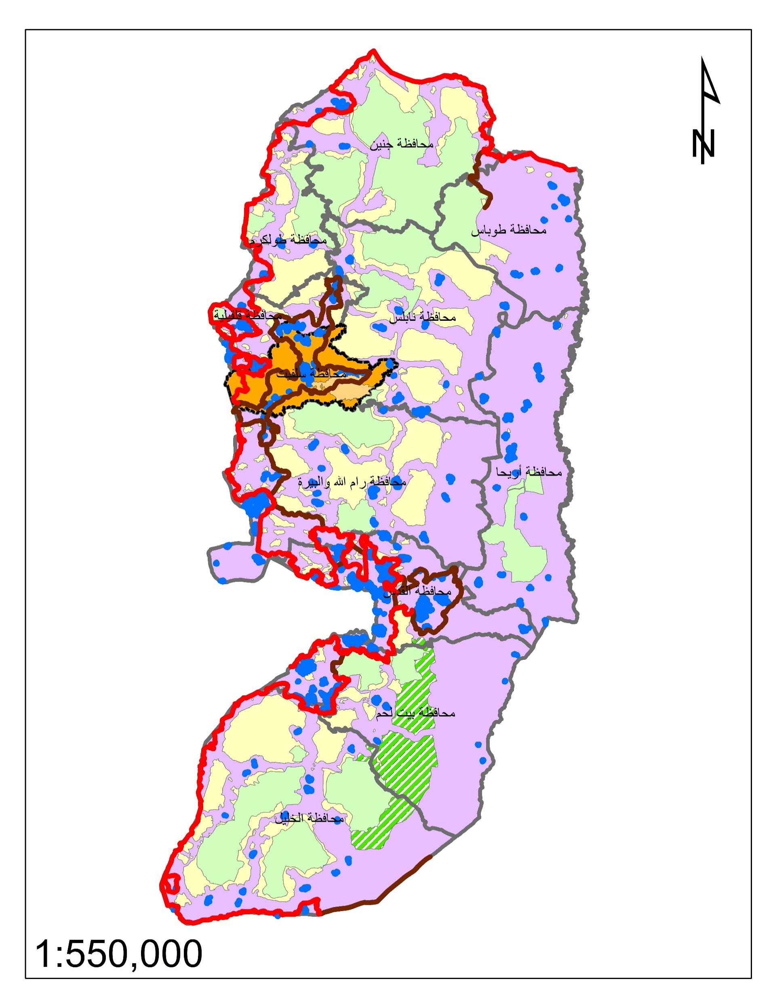 N
محافظة جنين
محافظة طوباس
محافظة طولكرم
محافظة قلقيلية
محافظة نابلس
محافظة سلفيت
محافظة أريحا
محافظة رام الله والبيرة
محافظة القدس
محافظة بيت لحم
محافظة الخليل
1:550,000